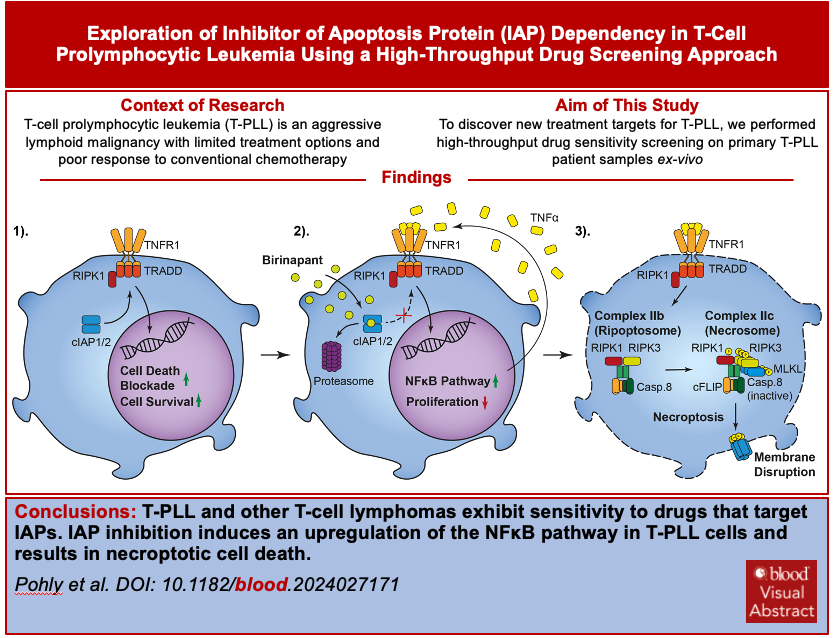 Exploration of Inhibitor of Apoptosis Protein (IAP) Dependency in T-Cell
Prolymphocytic Leukemia Using a High-Throughput Drug Screening Approach
Context of Research
T-cell prolymphocytic leukemia (T-PLL) is an aggressive
lymphoid malignancy with limited treatment options and
poor response to conventional chemotherapy
Aim of This Study
To discover new treatment targets for T-PLL, we performed
high-throughput drug sensitivity screening on primary T-PLL
patient samples ex-vivo
Findings
1).
TNFR1
RIPK1
TRADD
cIAP1/2
Cell Death
Blockade
Cell Survival
2).
TNFα
Birinapant
TNFR1
RIPK1
TRADD
cIAP1/2
Proteasome
NFκB Pathway
Proliferation
3).
TNFR1
RIPK1
TRADD
Complex IIb
(Ripoptosome)
RIPK1 RIPK3
Casp.8
Complex IIc
(Necrosome)
RIPK1 RIPK3
MLKL
cFLIP
Casp.8
(inactive)
Necroptosis
Membrane
Disruption
Conclusions: T-PLL and other T-cell lymphomas exhibit sensitivity to drugs that target
IAPs. IAP inhibition induces an upregulation of the NFκB pathway in T-PLL cells and
results in necroptotic cell death.
Pohly et al. DOI: 10.1182/blood.2024027171
blood
Visual
Abstract